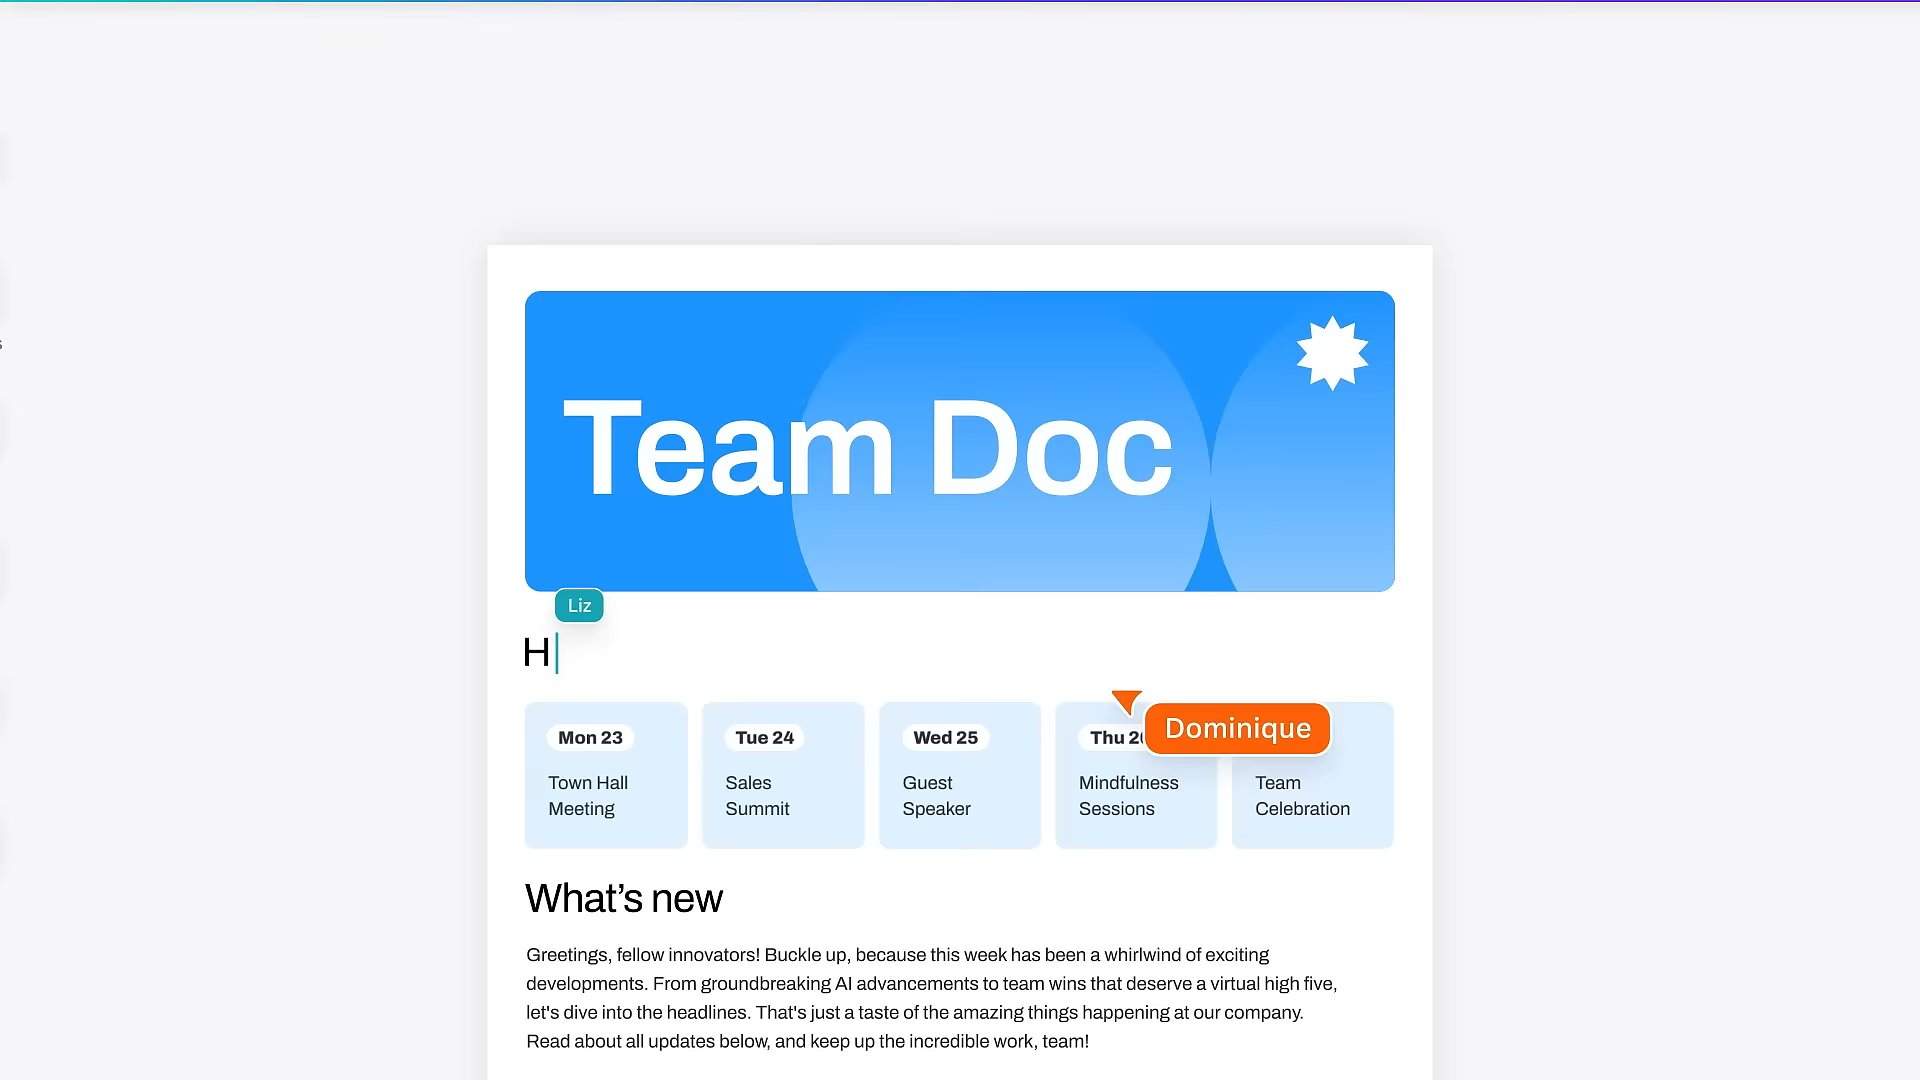 Team Doc
Liz
H
Dominique
Mon 23
Tue 24
Wed 25
Thu
Town Hall
Meeting
Sales
Summit
Guest
Speaker
Mindfulness
Sessions
Team
Celebration
What’s new
Greetings, fellow innovators! Buckle up, because this week has been a whirlwind of exciting
developments. From groundbreaking AI advancements to team wins that deserve a virtual high five,
let's dive into the headlines. That's just a taste of the amazing things happening at our company.
Read about all updates below, and keep up the incredible work, team!